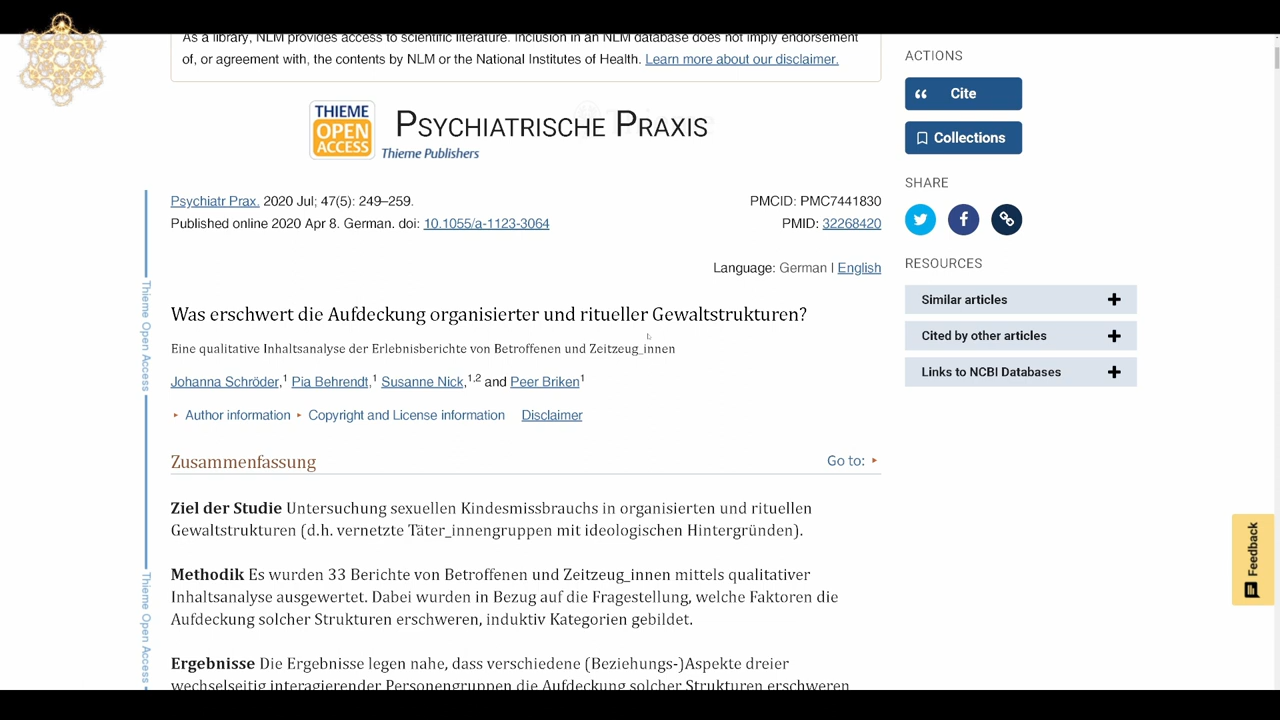 As a library, NLM provides access to scientific literature. Inclusion in an NLM database does not imply endorsement
of, or agreement with, the contents by NLM or the National Institutes of Health. Learn more about our disclaimer.
THIEME
OPEN
ACCESS
PSYCHIATRISCHE PRAXIS
Thieme Publishers
Psychiatr Prax. 2020 Jul; 47(5): 249–259.
PMCID: PMC7441830
Published online 2020 Apr 8. German. doi: 10.1055/a-1123-3064
PMID: 32268420
Language: German | English
Was erschwert die Aufdeckung organisierter und ritueller Gewaltstrukturen?
Eine qualitative Inhaltsanalyse der Erlebnisberichte von Betroffenen und Zeitzeug_innen
Johanna Schröder,1 Pia Behrendt,1 Susanne Nick,1,2 and Peer Briken1
Author information Copyright and License information Disclaimer
Zusammenfassung
Go to:
Ziel der Studie Untersuchung sexuellen Kindesmissbrauchs in organisierten und rituellen
Gewaltstrukturen (d.h. vernetzte Täter_innengruppen mit ideologischen Hintergründen).
Methodik Es wurden 33 Berichte von Betroffenen und Zeitzeug_innen mittels qualitativer
Inhaltsanalyse ausgewertet. Dabei wurden in Bezug auf die Fragestellung, welche Faktoren die
Aufdeckung solcher Strukturen erschweren, induktiv Kategorien gebildet.
Ergebnisse Die Ergebnisse legen nahe, dass verschiedene (Beziehungs-)Aspekte dreier
wechselseitig interagierender Personengruppen die Aufdeckung solcher Strukturen erschweren
Thieme Open Access
Thieme Open Access
ACTIONS
Cite
Collections
SHARE
RESOURCES
Similar articles
Cited by other articles
Links to NCBI Databases
Feedback